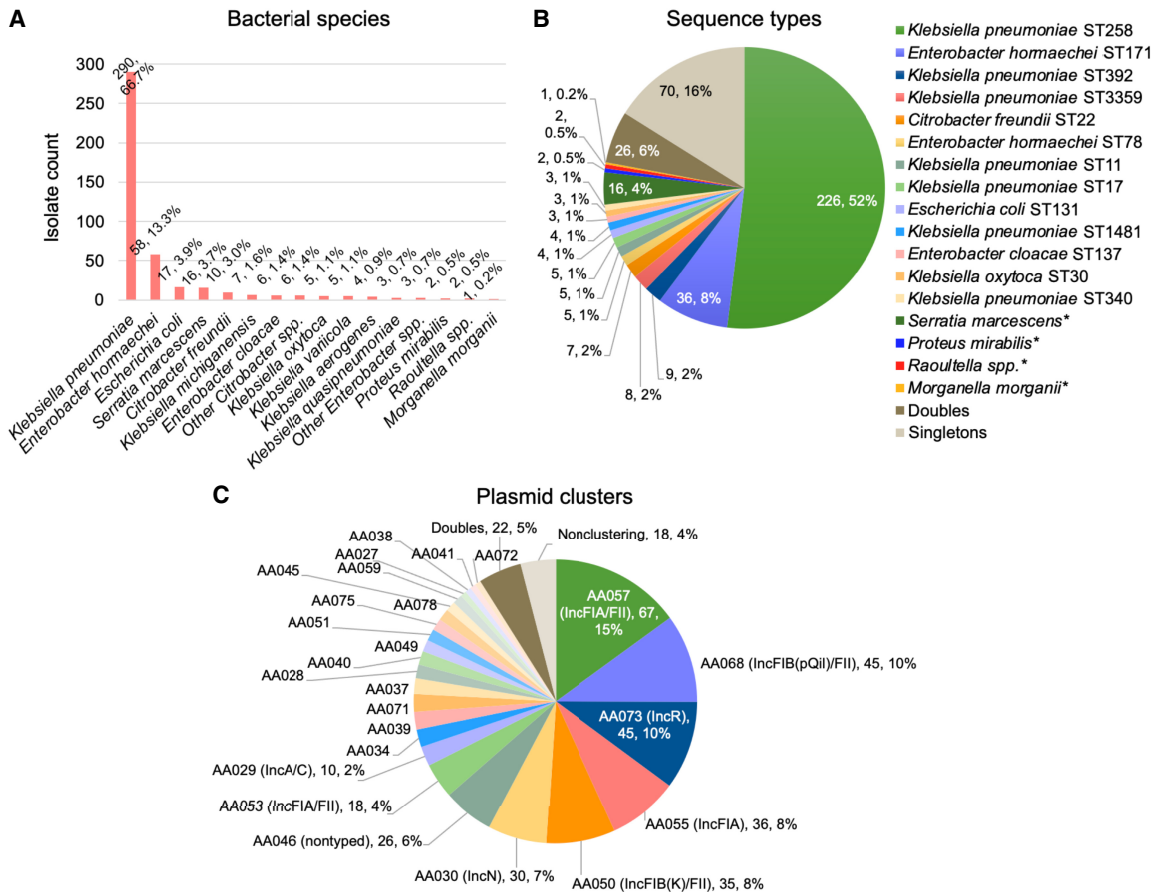 A
Bacterial species
Isolate count
300
250
200
150
100
50
0
290,
66.7%
58, 13.3%
17, 3.9%
16, 3.7%
10, 3.0%
7, 1.6%
6, 1.4%
6, 1.4%
5, 1.1%
5, 1.1%
4, 0.9%
3, 0.7%
3, 0.7%
2, 0.5%
2, 0.5%
1, 0.2%
Klebsiella pneumoniae
Enterobacter hormaechei
Escherichia coli
Serratia marcescens
Citrobacter freundii
Klebsiella michiganensis
Enterobacter cloacae
Other Citrobacter spp.
Klebsiella oxytoca
Klebsiella variicola
Klebsiella aerogenes
Klebsiella quasipneumoniae
Other Enterobacter spp.
Proteus mirabilis
Raoultella spp.
Morganella morganii
B
Sequence types
70, 16%
26, 6%
16, 4%
226, 52%
36, 8%
1, 0.2%
2,
0.5%
2, 0.5%
3, 1%
3, 1%
3, 1%
4, 1%
4, 1%
5, 1%
5, 1%
5, 1%
7, 2%
8, 2%
9, 2%
Klebsiella pneumoniae ST258
Enterobacter hormaechei ST171
Klebsiella pneumoniae ST392
Klebsiella pneumoniae ST3359
Citrobacter freundii ST22
Enterobacter hormaechei ST78
Klebsiella pneumoniae ST11
Klebsiella pneumoniae ST17
Escherichia coli ST131
Klebsiella pneumoniae ST1481
Enterobacter cloacae ST137
Klebsiella oxytoca ST30
Klebsiella pneumoniae ST340
Serratia marcescens*
Proteus mirabilis*
Raoultella spp.*
Morganella morganii*
Doubles
Singletons
C
Plasmid clusters
AA057
(IncFIA/FII), 67,
15%
AA068 (IncFIB(pQil)/FII), 45, 10%
AA073 (IncR),
45, 10%
AA055 (IncFIA), 36, 8%
AA050 (IncFIB(K)/FII), 35, 8%
AA030 (IncN), 30, 7%
AA046 (nontyped), 26, 6%
AA053 (IncFIA/FII), 18, 4%
AA029 (IncA/C), 10, 2%
AA034
AA039
AA071
AA037
AA028
AA040
AA049
AA051
AA075
AA078
AA045
AA059
AA027
AA038
AA041
AA072
Doubles, 22, 5%
Nonclustering, 18, 4%